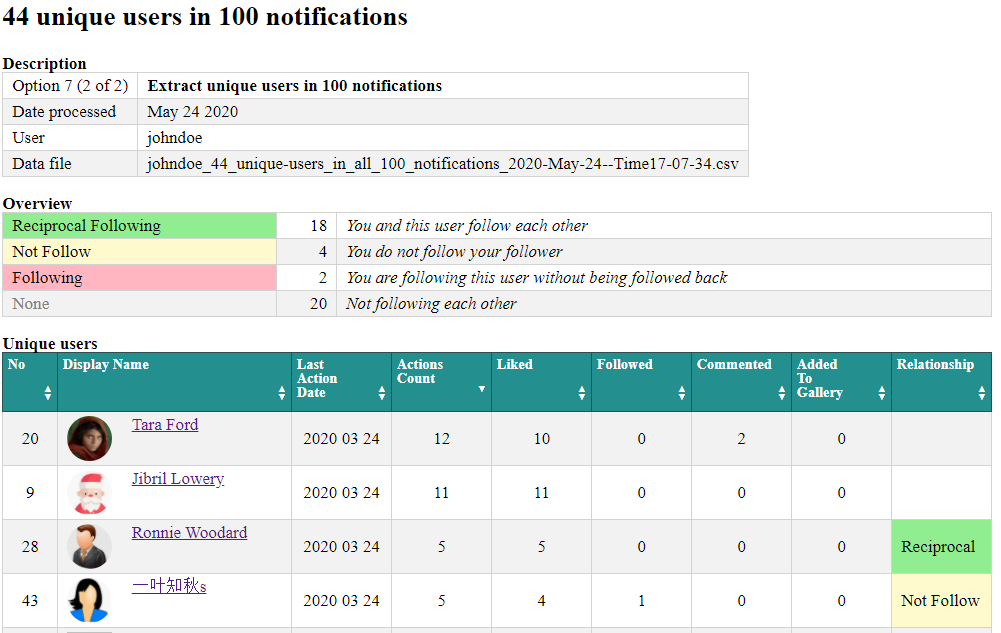 44 unique users in 100 notifications
Description
Option 7 (2 of 2) Extract unique users in 100 notifications
Date processed May 24 2020
User johndoe
Data file johndoe_44_unique-users_in_all_100_notifications_2020-May-24--Time17-07-34.csv
Overview
Reciprocal Following 18 You and this user follow each other
Not Follow 4 You do not follow your follower
Following 2 You are following this user without being followed back
None 20 Not following each other
Unique users
No Display Name Last Action Date Actions Count Liked Followed Commented Added To Gallery Relationship
20 Tara Ford 2020 03 24 12 10 0 2 0
9 Jibril Lowery 2020 03 24 11 11 0 0 0
28 Ronnie Woodard 2020 03 24 5 5 0 0 0 Reciprocal
43 一叶知秋s 2020 03 24 5 4 1 0 0 Not Follow